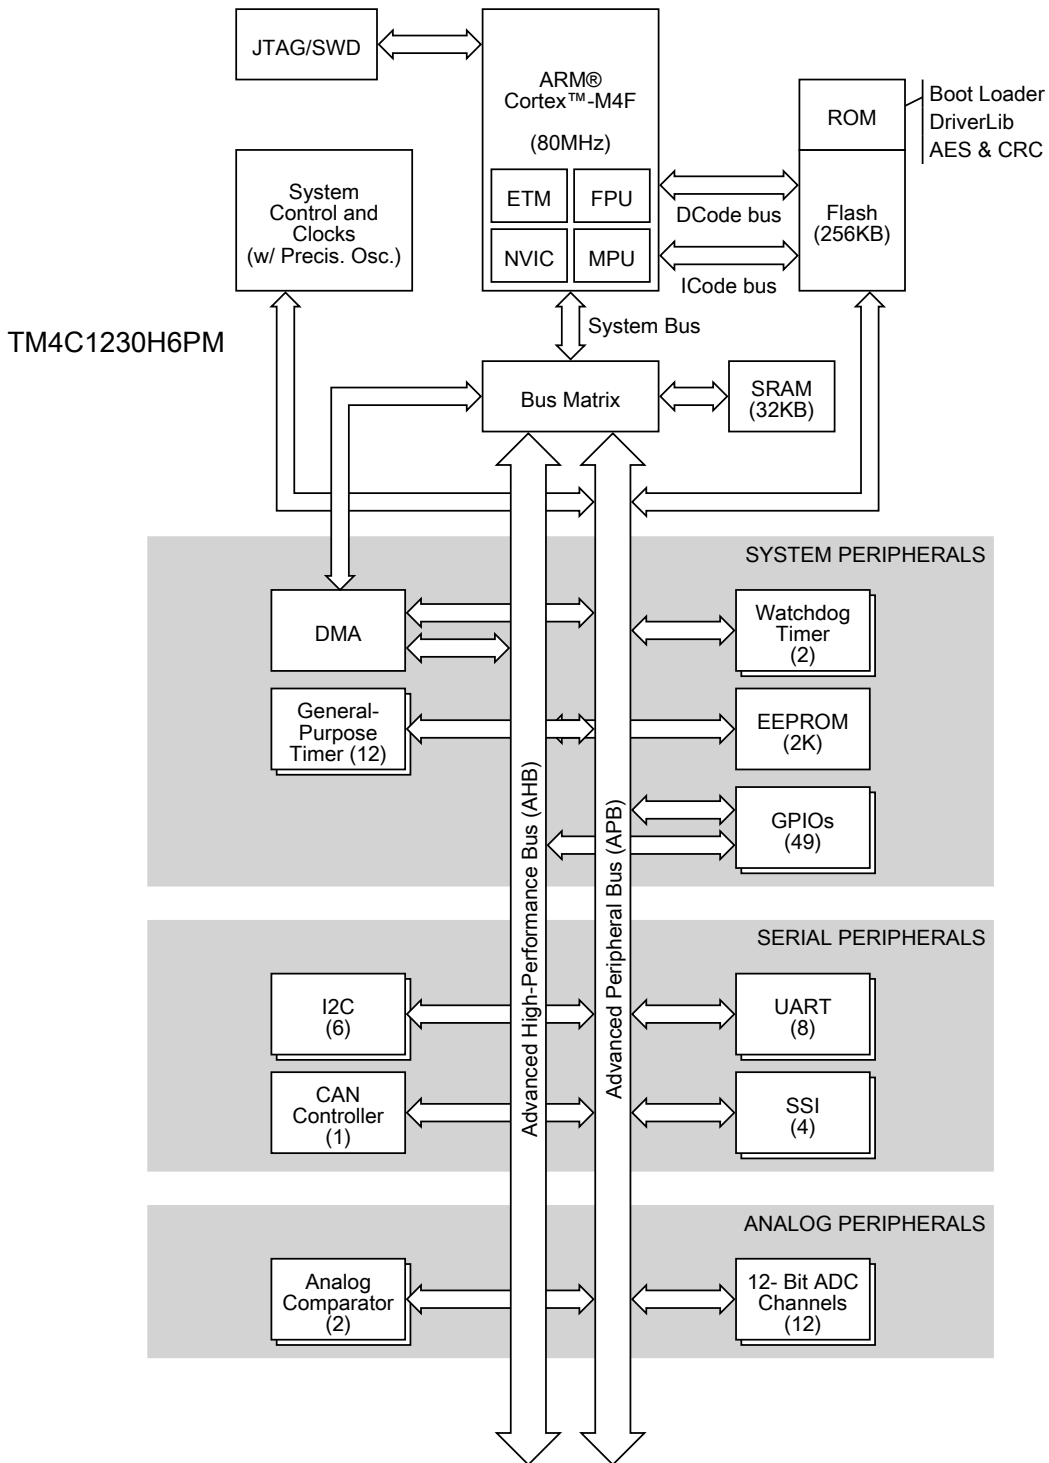 JTAG/SWD
ARM®
Cortex™-M4F
(80MHz)
ETM
FPU
NVIC
MPU
ROM
Boot Loader
DriverLib
AES & CRC
Flash
(256KB)
DCode bus
ICode bus
System
Control and
Clocks
(w/ Precis. Osc.)
TM4C1230H6PM
System Bus
Bus Matrix
SRAM
(32KB)
SYSTEM PERIPHERALS
DMA
Watchdog
Timer
(2)
General-
Purpose
Timer (12)
EEPROM
(2K)
GPIOs
(49)
Advanced High-Performance Bus (AHB)
Advanced Peripheral Bus (APB)
SERIAL PERIPHERALS
I2C
(6)
UART
(8)
CAN
Controller
(1)
SSI
(4)
ANALOG PERIPHERALS
Analog
Comparator
(2)
12- Bit ADC
Channels
(12)